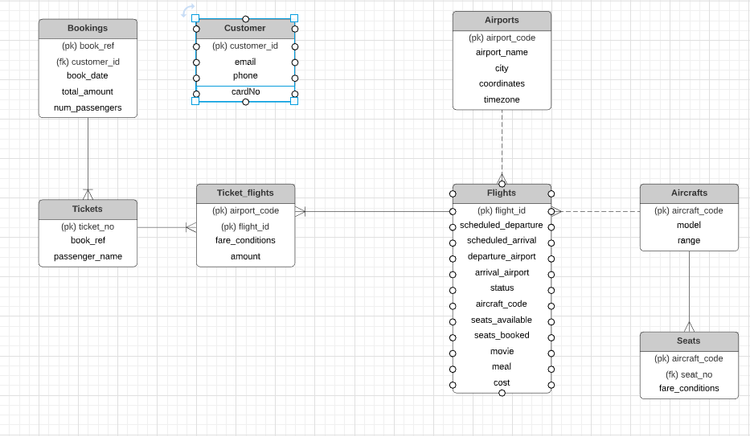 Bookings
(pk) book_ref
(fk) customer_id
book_date
total_amount
num_passengers
Customer
(pk) customer_id
email
phone
cardNo
Airports
(pk) airport_code
airport_name
city
coordinates
timezone
Tickets
(pk) ticket_no
book_ref
passenger_name
Ticket_flights
(pk) airport_code
(pk) flight_id
fare_conditions
amount
Flights
(pk) flight_id
scheduled_departure
scheduled_arrival
departure_airport
arrival_airport
status
aircraft_code
seats_available
seats_booked
movie
meal
cost
Aircrafts
(pk) aircraft_code
model
range
Seats
(pk) aircraft_code
(fk) seat_no
fare_conditions